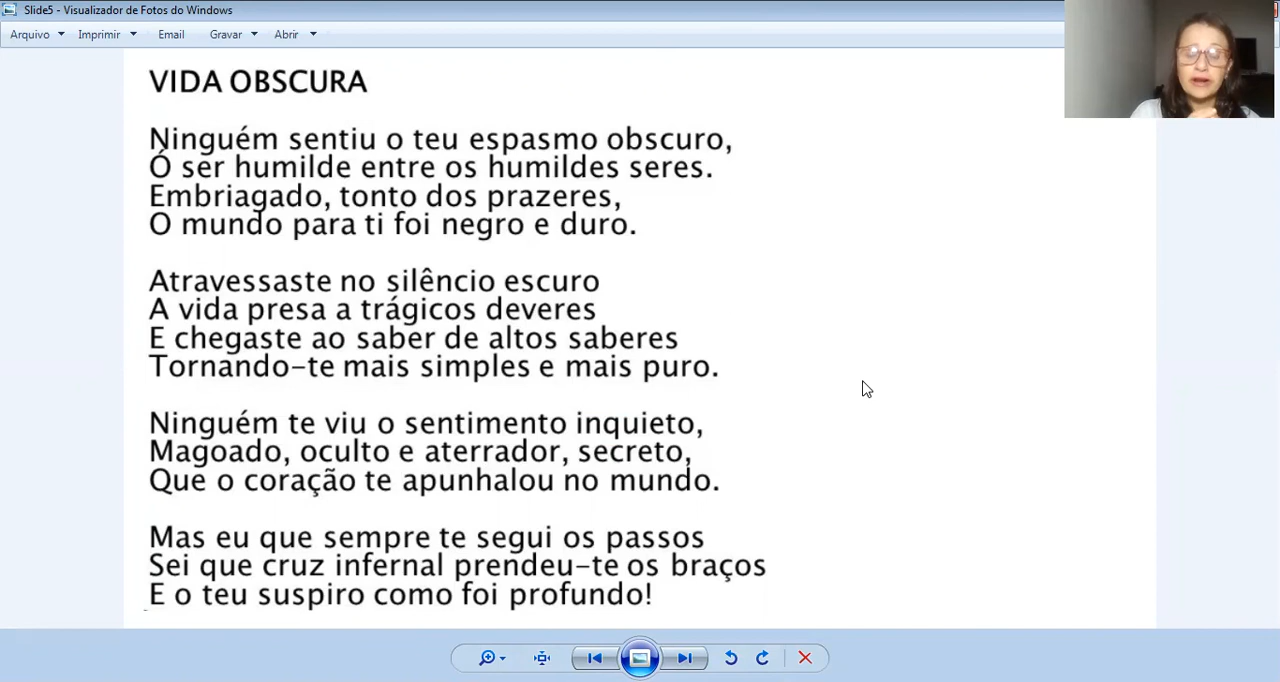 Slide5 - Visualizador de Fotos do Windows
Arquivo Imprimir Email Gravar Abrir
VIDA OBSCURA
Ninguém sentiu o teu espasmo obscuro,
Ó ser humilde entre os humildes seres.
Embriagado, tonto dos prazeres,
O mundo para ti foi negro e duro.
Atravessaste no silêncio escuro
A vida presa a trágicos deveres
E chegaste ao saber de altos saberes
Tornando-te mais simples e mais puro.
Ninguém te viu o sentimento inquieto,
Magoado, oculto e aterrador, secreto,
Que o coração te apunhalou no mundo.
Mas eu que sempre te segui os passos
Sei que cruz infernal prendeu-te os braços
E o teu suspiro como foi profundo!